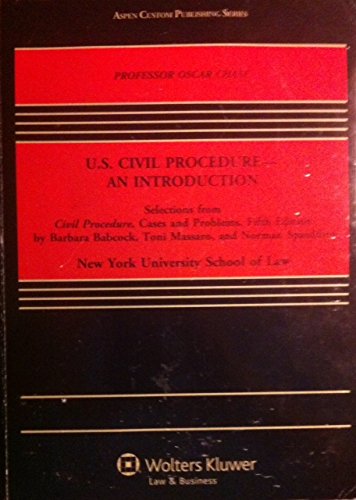 ASPEN CUSTOM PUBLISHING SERIES
PROFESSOR OSCAR CHASE
U.S. CIVIL PROCEDURE—
AN INTRODUCTION
Selections from
Civil Procedure, Cases and Problems, Fifth Edition
by Barbara Babcock, Toni Massaro, and Norman Spaulding
New York University School of Law
Wolters Kluwer
Law & Business